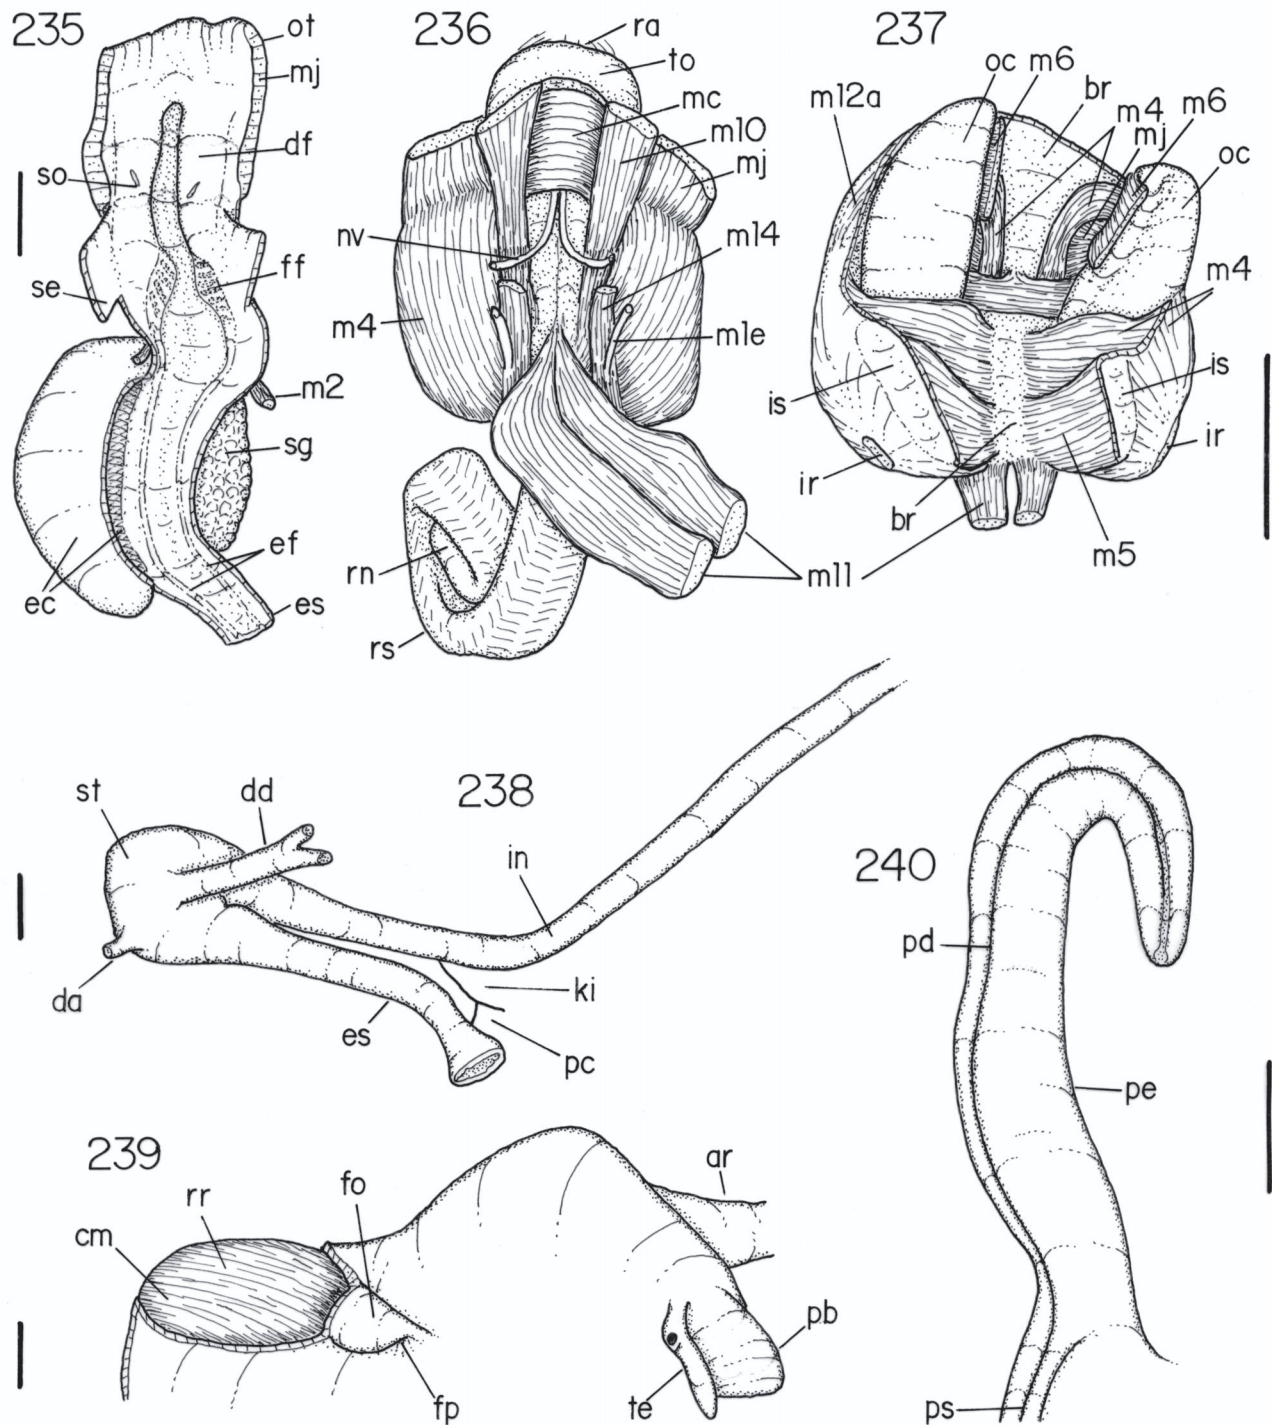 235
ot
mj
df
so
ff
se
m2
sg
ef
ec
es
236
ra
to
mc
m10
mj
nv
m14
m4
m1e
rn
rs
m11
237
oc
m6
br
m4
mj
m6
m12a
oc
m4
is
is
ir
ir
br
m5
238
st
dd
in
da
ki
es
pc
239
rr
fo
ar
cm
pb
fp
te
240
pd
pe
ps